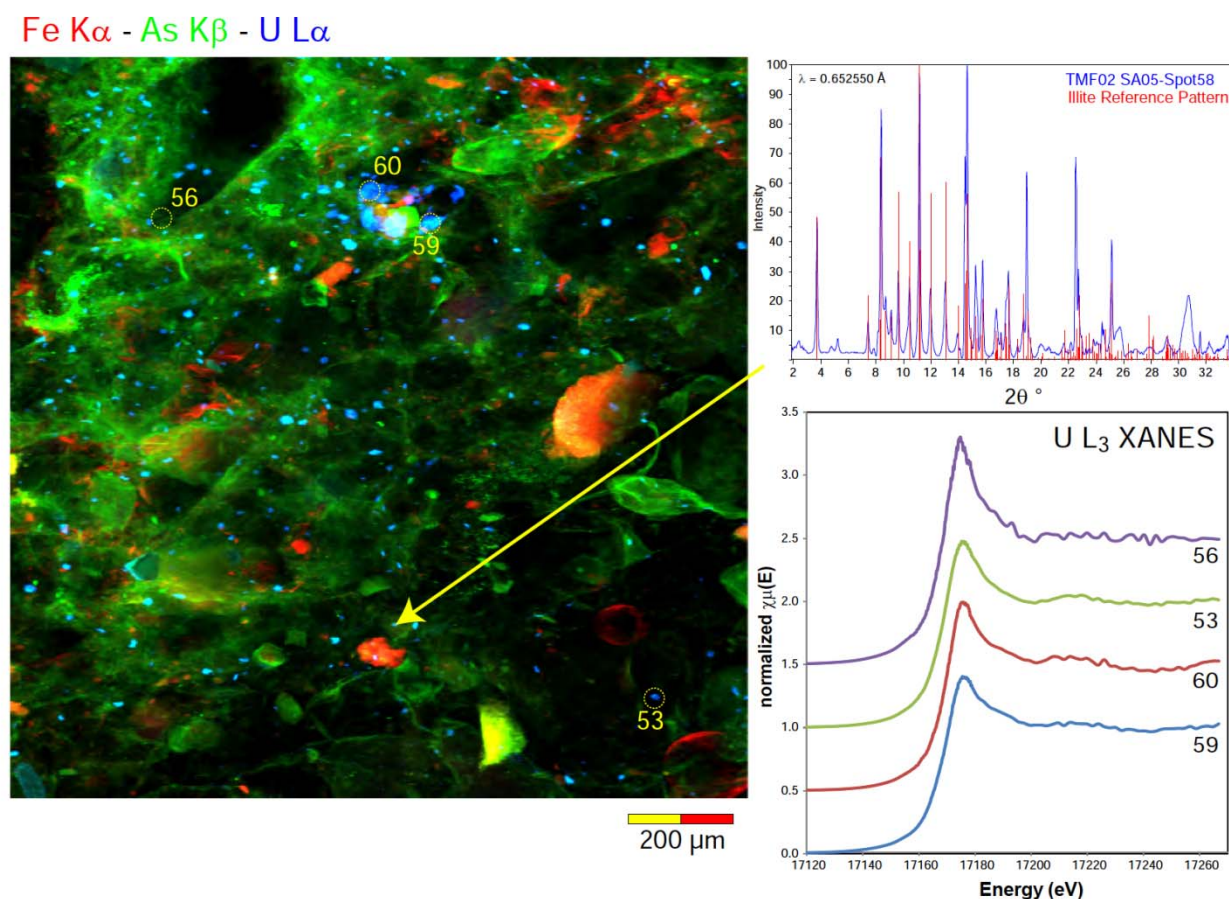 Fe Kα - As Kβ - U Lα
56
60
59
53
200 µm
λ = 0.652550 Å
TMF02 SA05-Spot58
Illite Reference Pattern
Intensity
100
90
80
70
60
50
40
30
20
10
2 4 6 8 10 12 14 16 18 20 22 24 26 28 30 32
2θ °
U L₃ XANES
normalized χμ(E)
3.5
3.0
2.5
2.0
1.5
1.0
0.5
0.0
56
53
60
59
17120 17140 17160 17180 17200 17220 17240 17260
Energy (eV)